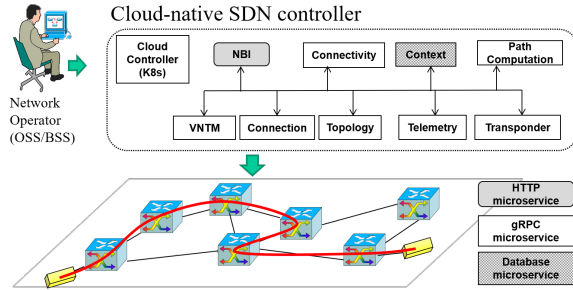 Cloud-native SDN controller
Cloud
Controller
(K8s)
NBI
Connectivity
Context
Path
Computation
Network
Operator
(OSS/BSS)
VNTM
Connection
Topology
Telemetry
Transponder
HTTP
microservice
gRPC
microservice
Database
microservice